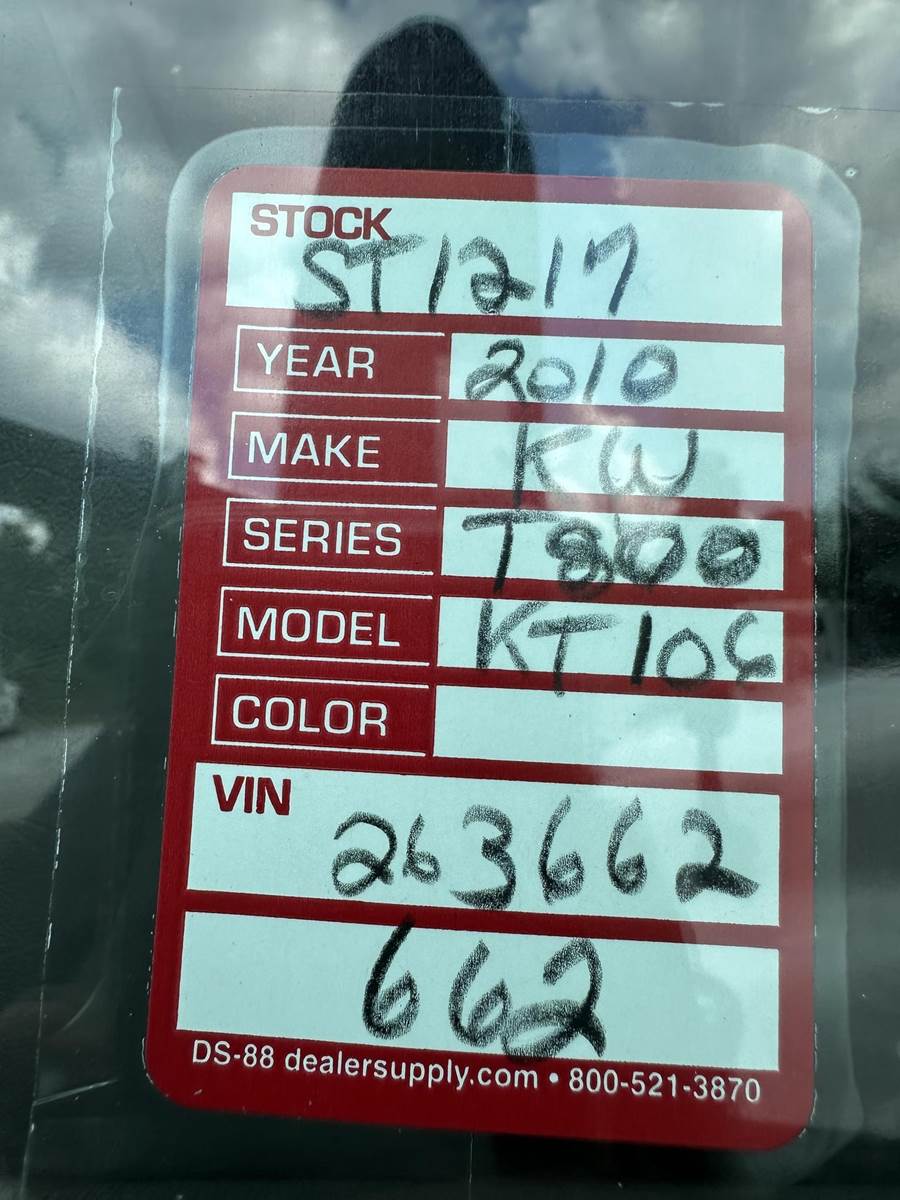 STOCK
ST1217
YEAR 2010
MAKE KW
SERIES T800
MODEL
COLOR
VIN
263662
662
DS-88 dealersupply.com • 800-521-3870